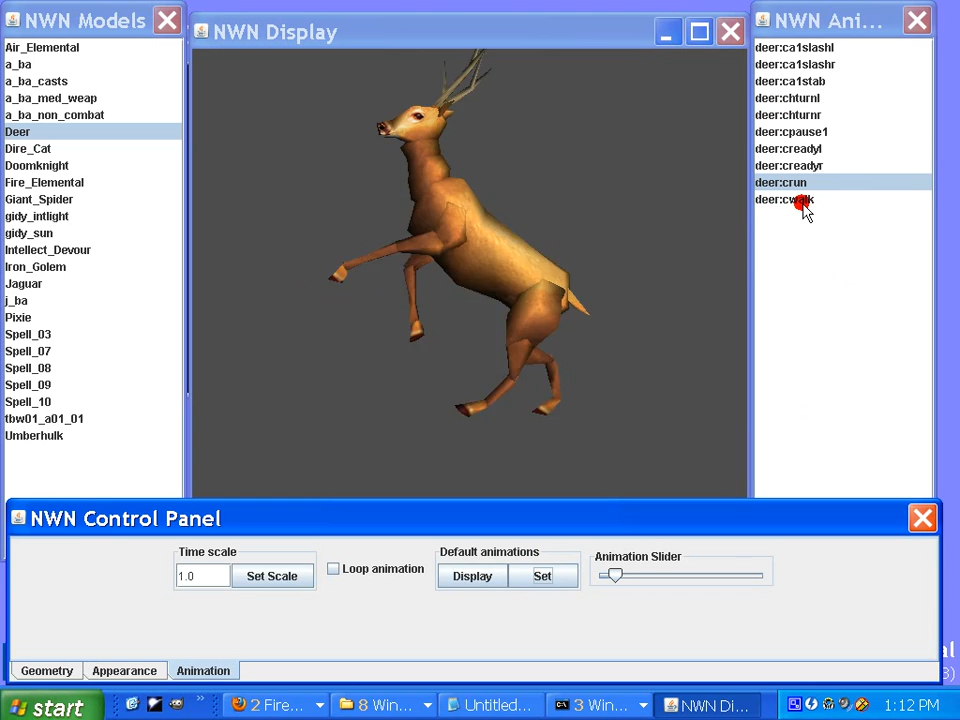 NWN Models
Air_Elemental
a_ba
a_ba_casts
a_ba_med_weap
a_ba_non_combat
Deer
Dire_Cat
Doomknight
Fire_Elemental
Giant_Spider
gidy_intlight
gidy_sun
Intellect_Devour
Iron_Golem
Jaguar
j_ba
Pixie
Spell_03
Spell_07
Spell_08
Spell_09
Spell_10
tbw01_a01_01
Umberhulk
NWN Display
NWN Ani...
deer:ca1slashl
deer:ca1slashr
deer:ca1stab
deer:chturnl
deer:chturnr
deer:cpause1
deer:creadyl
deer:creadyr
deer:crun
deer:cwalk
NWN Control Panel
Time scale
1.0
Set Scale
Loop animation
Default animations
Display
Set
Animation Slider
Geometry
Appearance
Animation
start
2 Fire...
8 Win...
Untitled...
3 Win...
NWN Di...
1:12 PM